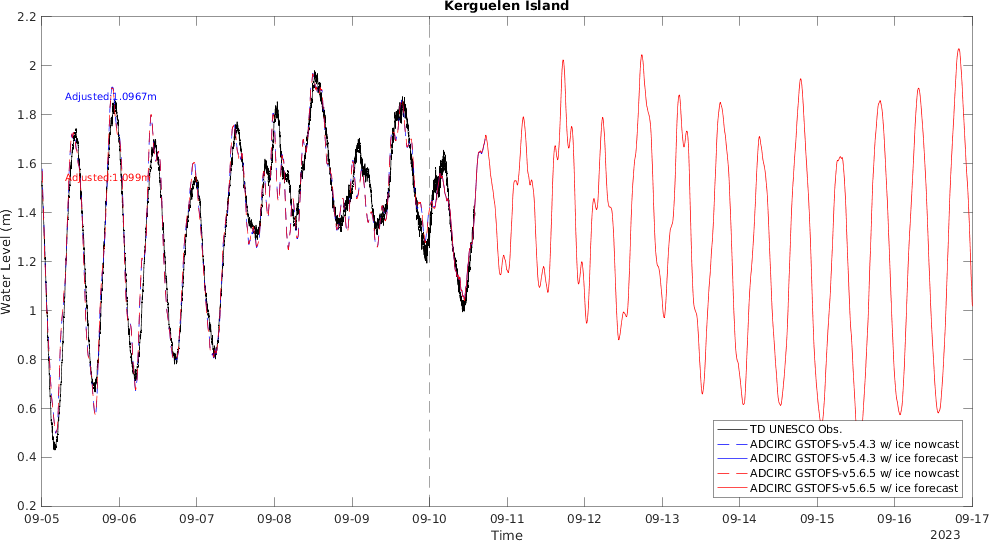 Kerguelen Island
2.2
2
1.8
1.6
1.4
1.2
1
0.8
0.6
0.4
0.2
Water Level (m)
Adjusted:1.0967m
Adjusted:1.099m
TD UNESCO Obs.
ADCIRC GSTOFS-v5.4.3 w/ ice nowcast
ADCIRC GSTOFS-v5.4.3 w/ ice forecast
ADCIRC GSTOFS-v5.6.5 w/ ice nowcast
ADCIRC GSTOFS-v5.6.5 w/ ice forecast
09-05 09-06 09-07 09-08 09-09 09-10 09-11 09-12 09-13 09-14 09-15 09-16 09-17
Time
2023